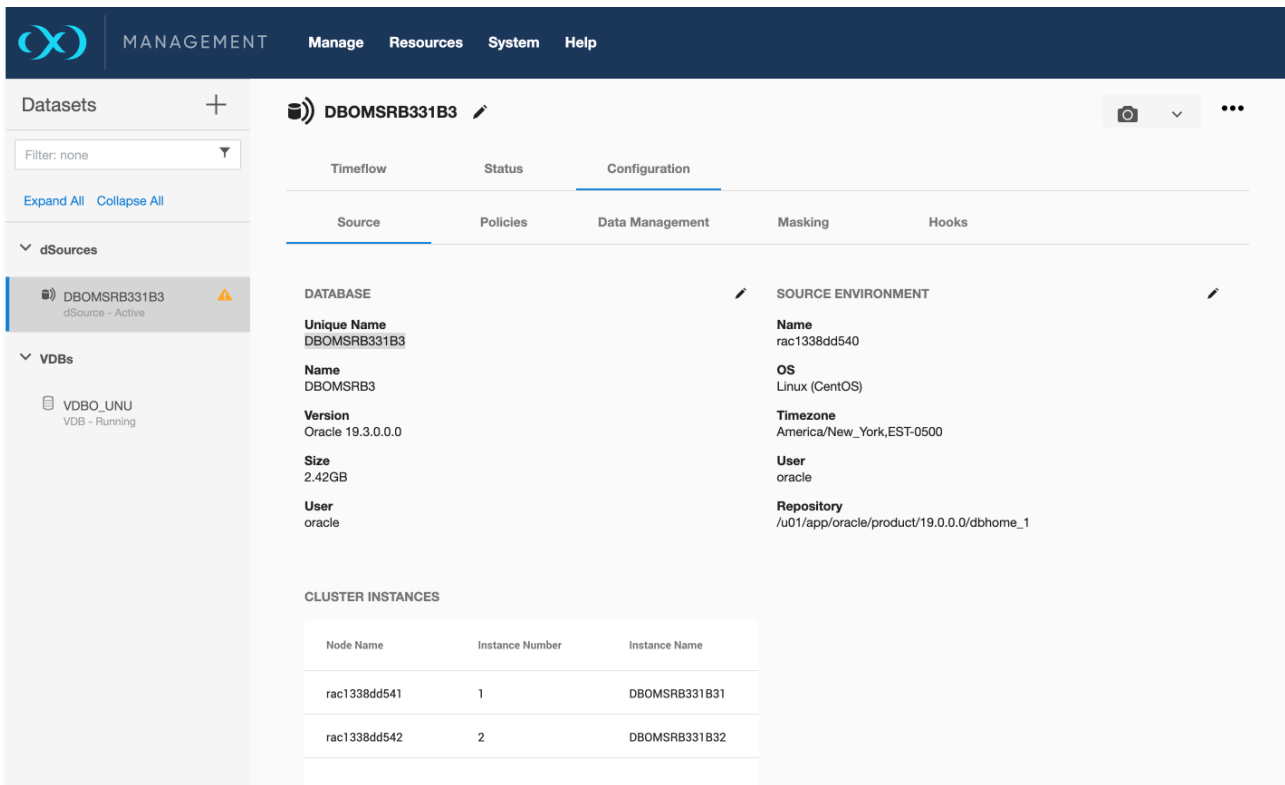 MANAGEMENT Manage Resources System Help
Datasets
Filter: none
Expand All Collapse All
dSources
DBOMSRB331B3
dSource - Active
VDBs
VDBO_UNU
VDB - Running
DBOMSRB331B3
Timeflow Status Configuration
Source Policies Data Management Masking Hooks
DATABASE
Unique Name
DBOMSRB331B3
Name
DBOMSRB3
Version
Oracle 19.3.0.0.0
Size
2.42GB
User
oracle
SOURCE ENVIRONMENT
Name
rac1338dd540
OS
Linux (CentOS)
Timezone
America/New_York,EST-0500
User
oracle
Repository
/u01/app/oracle/product/19.0.0.0/dbhome_1
CLUSTER INSTANCES
Node Name Instance Number Instance Name
rac1338dd541 1 DBOMSRB331B31
rac1338dd542 2 DBOMSRB331B32